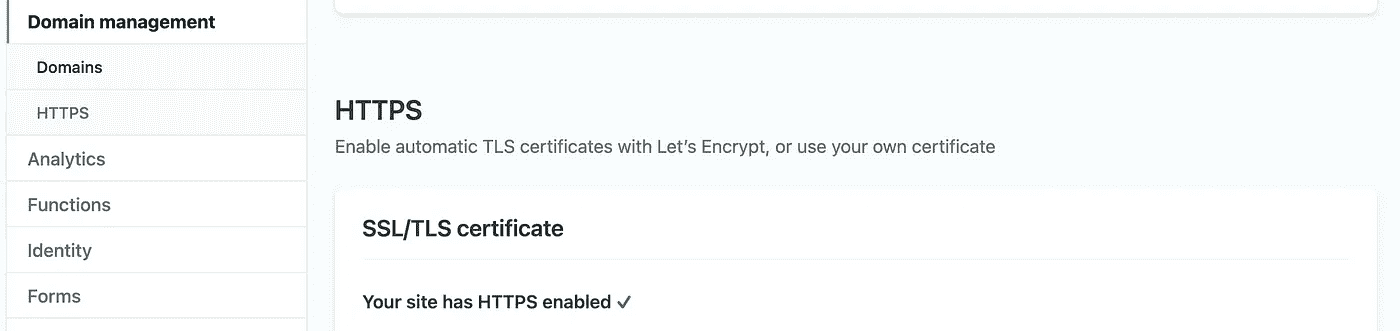 Domain management
Domains
HTTPS
Analytics
Functions
Identity
Forms
HTTPS
Enable automatic TLS certificates with Let’s Encrypt, or use your own certificate
SSL/TLS certificate
Your site has HTTPS enabled ✓